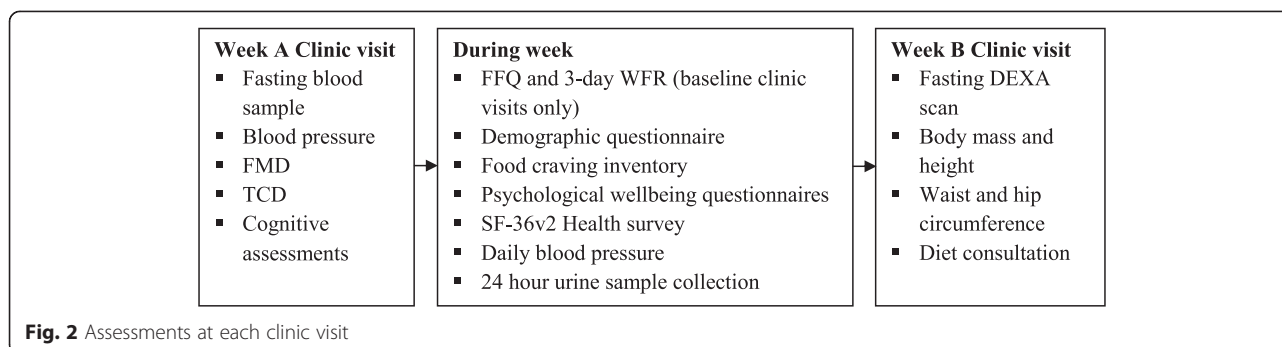 Week A Clinic visit
▪ Fasting blood
sample
▪ Blood pressure
▪ FMD
▪ TCD
▪ Cognitive
assessments
During week
▪ FFQ and 3-day WFR (baseline clinic
visits only)
▪ Demographic questionnaire
▪ Food craving inventory
▪ Psychological wellbeing questionnaires
▪ SF-36v2 Health survey
▪ Daily blood pressure
▪ 24 hour urine sample collection
Week B Clinic visit
▪ Fasting DEXA
scan
▪ Body mass and
height
▪ Waist and hip
circumference
▪ Diet consultation
Fig. 2 Assessments at each clinic visit